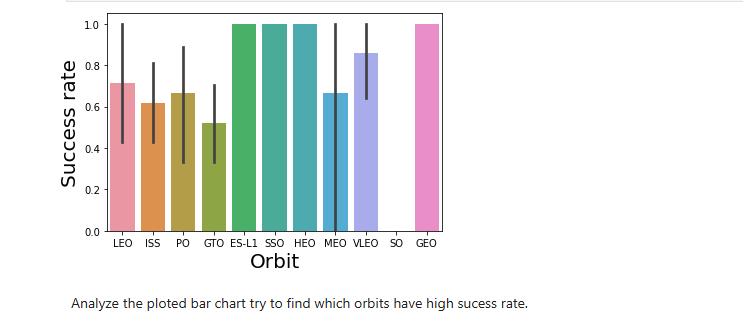 1.0
0.8
0.6
0.4
0.2
0.0
Success rate
LEO ISS PO GTO ES-L1 SSO HEO MEO VLEO SO GEO
Orbit
Analyze the ploted bar chart try to find which orbits have high sucess rate.